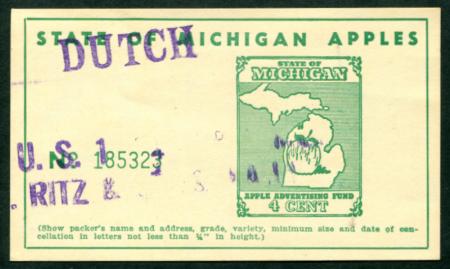 STATE OF MICHIGAN APPLES
DUTCH
STATE OF
MICHIGAN
U. S. 1
No 185323
RITZ &
APPLE ADVERTISING FUND
4 CENT
(Show packer's name and address, grade, variety, minimum size and date of can-
cellation in letters not less than ¼" in height.)